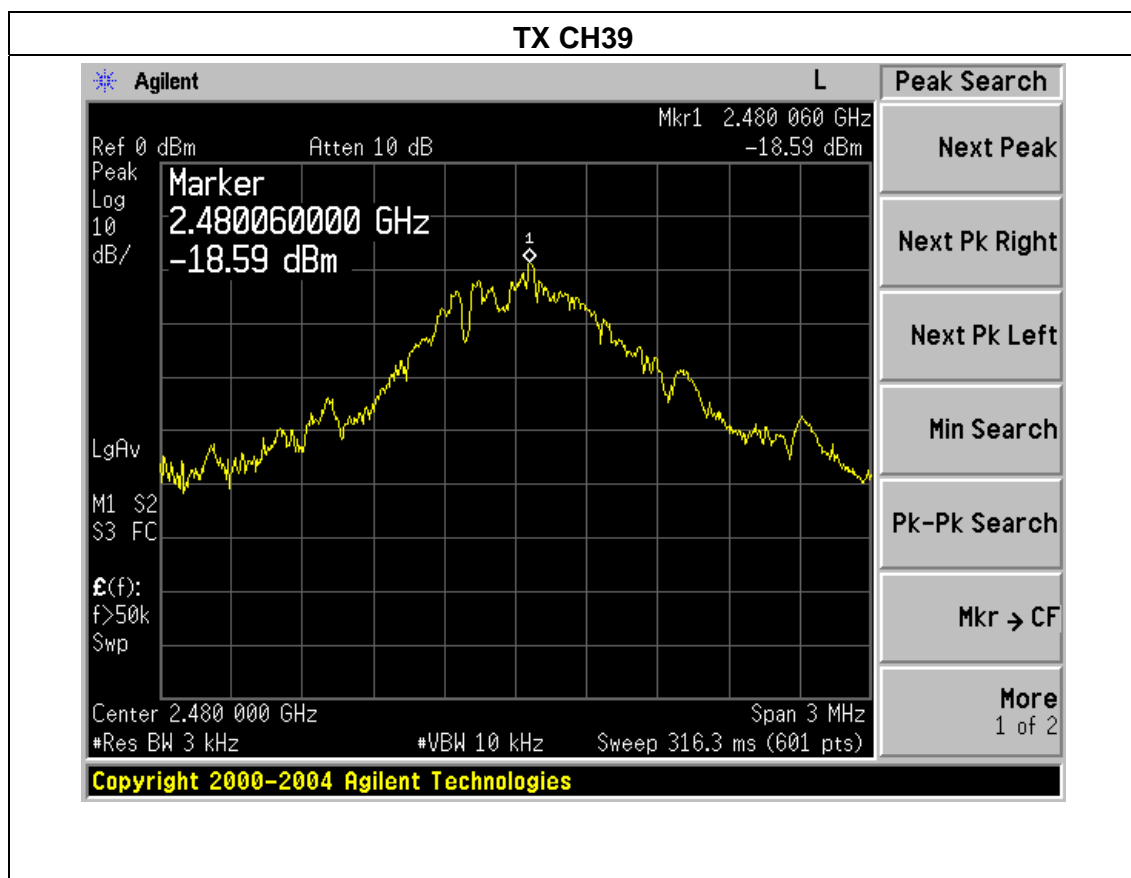 TX CH39
Agilent L Peak Search
Mkr1 2.480 060 GHz
Ref 0 dBm Atten 10 dB -18.59 dBm
Peak
Log
10
dB/
Marker
2.480060000 GHz
-18.59 dBm
1
LgAv
M1 S2
S3 FC
£(f):
f>50k
Swp
Center 2.480 000 GHz Span 3 MHz
#Res BW 3 kHz #VBW 10 kHz Sweep 316.3 ms (601 pts)
Next Peak
Next Pk Right
Next Pk Left
Min Search
Pk-Pk Search
Mkr → CF
More
1 of 2
Copyright 2000-2004 Agilent Technologies